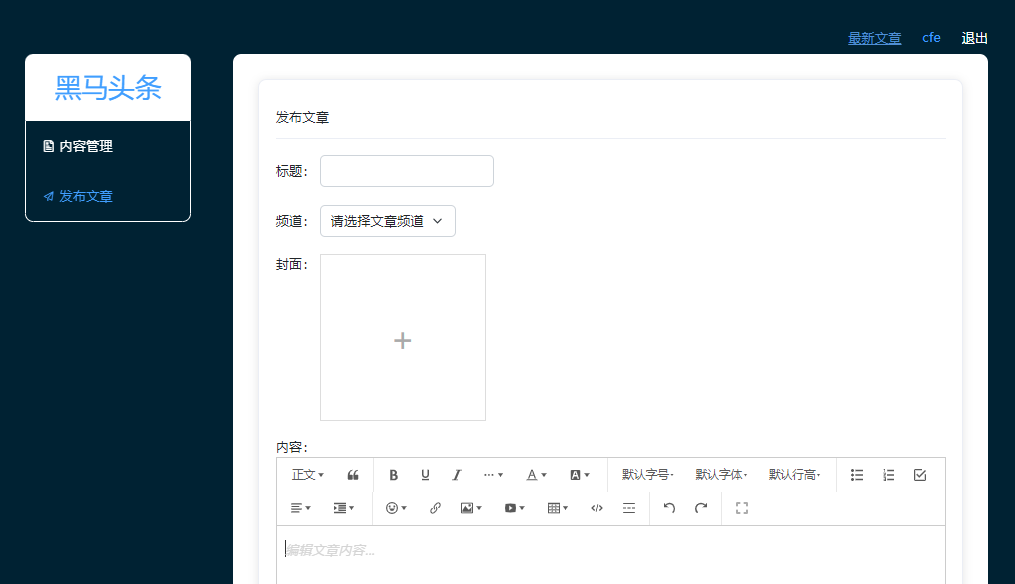 最新文章 cfe 退出
黑马头条
内容管理
发布文章
发布文章
标题：
频道： 请选择文章频道
封面：
内容：
正文 B U I ··· A A 默认字号 默认字体 默认行高
编辑文章内容...